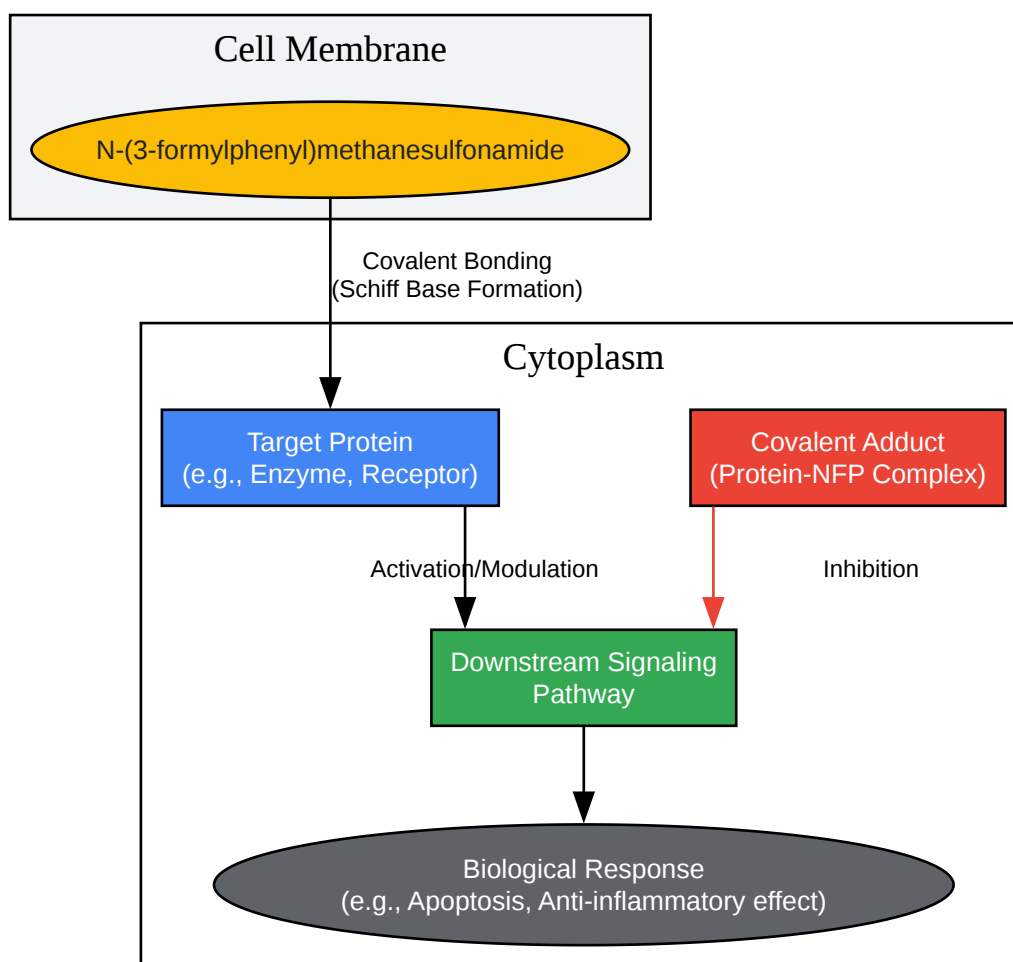 Cell Membrane
N-(3-formylphenyl)methanesulfonamide
Covalent Bonding
(Schiff Base Formation)
Cytoplasm
Target Protein
(e.g., Enzyme, Receptor)
Covalent Adduct
(Protein-NFP Complex)
Activation/Modulation
Inhibition
Downstream Signaling
Pathway
Biological Response
(e.g., Apoptosis, Anti-inflammatory effect)